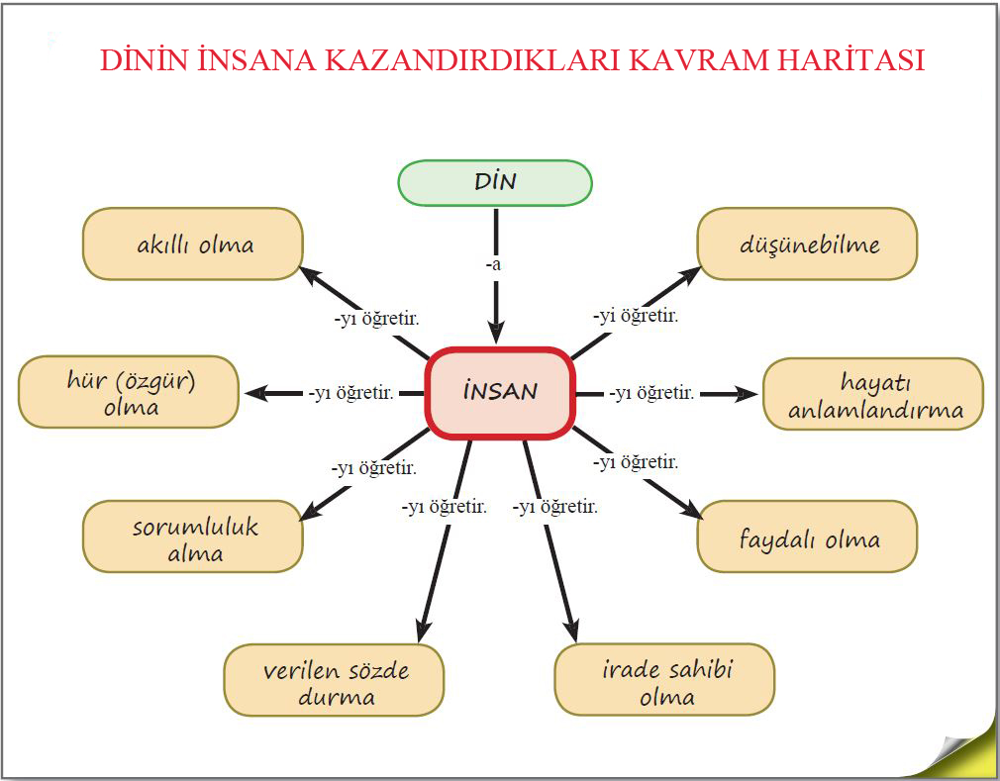 DİNİN İNSANA KAZANDIRDIKLARI KAVRAM HARİTASI
DİN
-a
akıllı olma
düşünebilme
-yı öğretir.
-yi öğretir.
hür (özgür)
olma
-yı öğretir.
İNSAN
-yı öğretir.
hayatı
anlamlandırma
-yı öğretir.
-yı öğretir.
-yı öğretir.
-yı öğretir.
sorumluluk
alma
faydalı olma
verilen sözde
durma
irade sahibi
olma